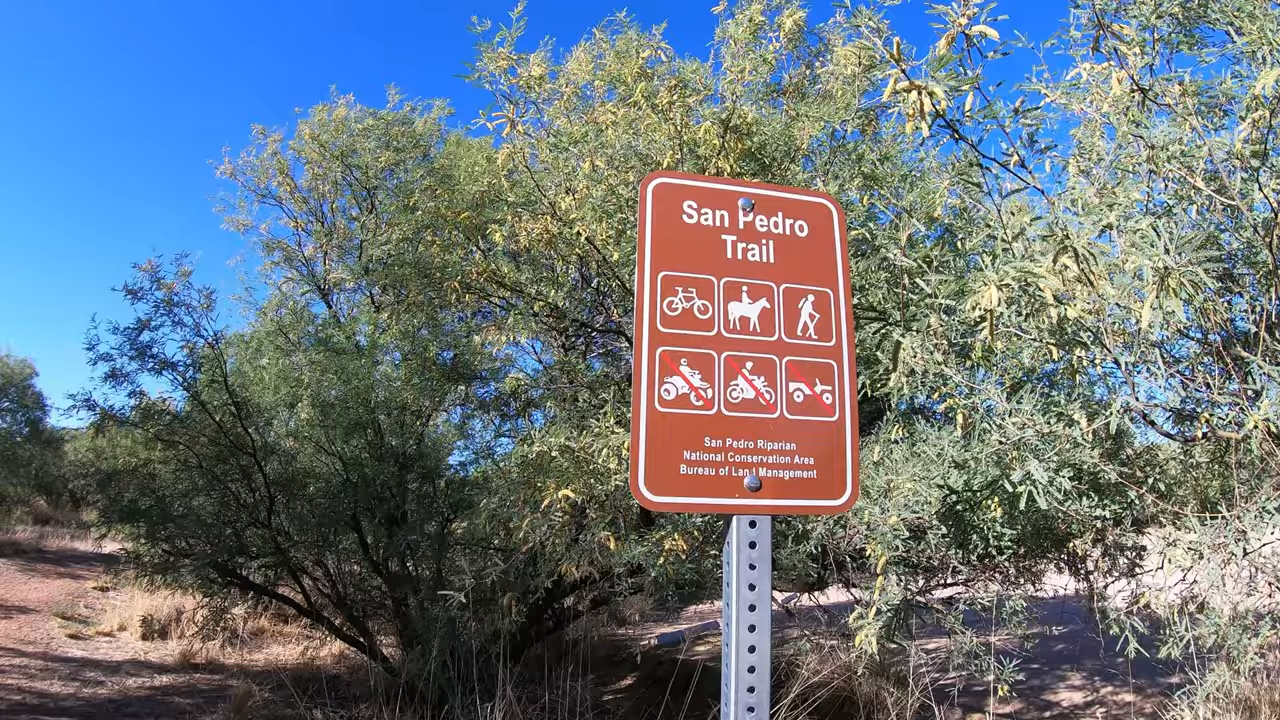 San Pedro
Trail
San Pedro Riparian
National Conservation Area
Bureau of Land Management